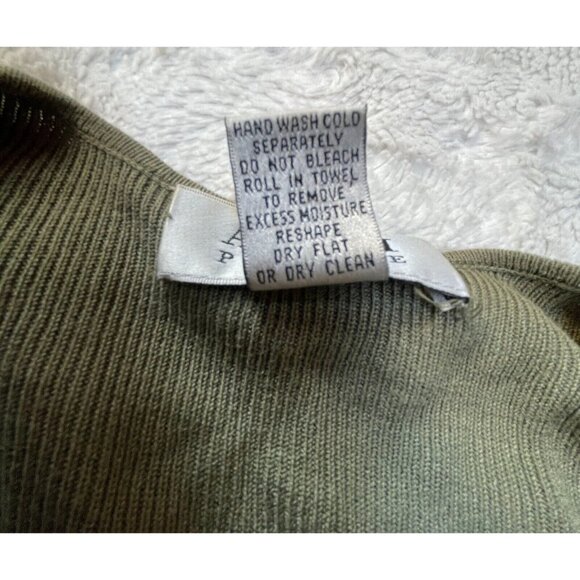 HAND WASH COLD
SEPARATELY
DO NOT BLEACH
ROLL IN TOWEL
TO REMOVE
EXCESS MOISTURE
RESHAPE
DRY FLAT
OR DRY CLEAN